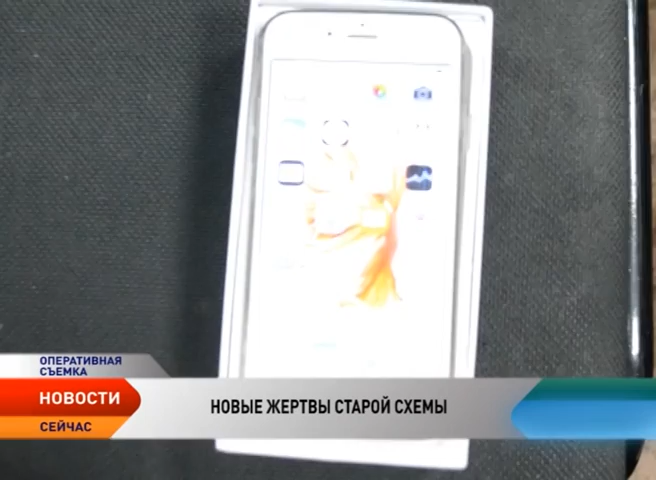 ОПЕРАТИВНАЯ
СЪЕМКА
НОВОСТИ
НОВЫЕ ЖЕРТВЫ СТАРОЙ СХЕМЫ
СЕЙЧАС